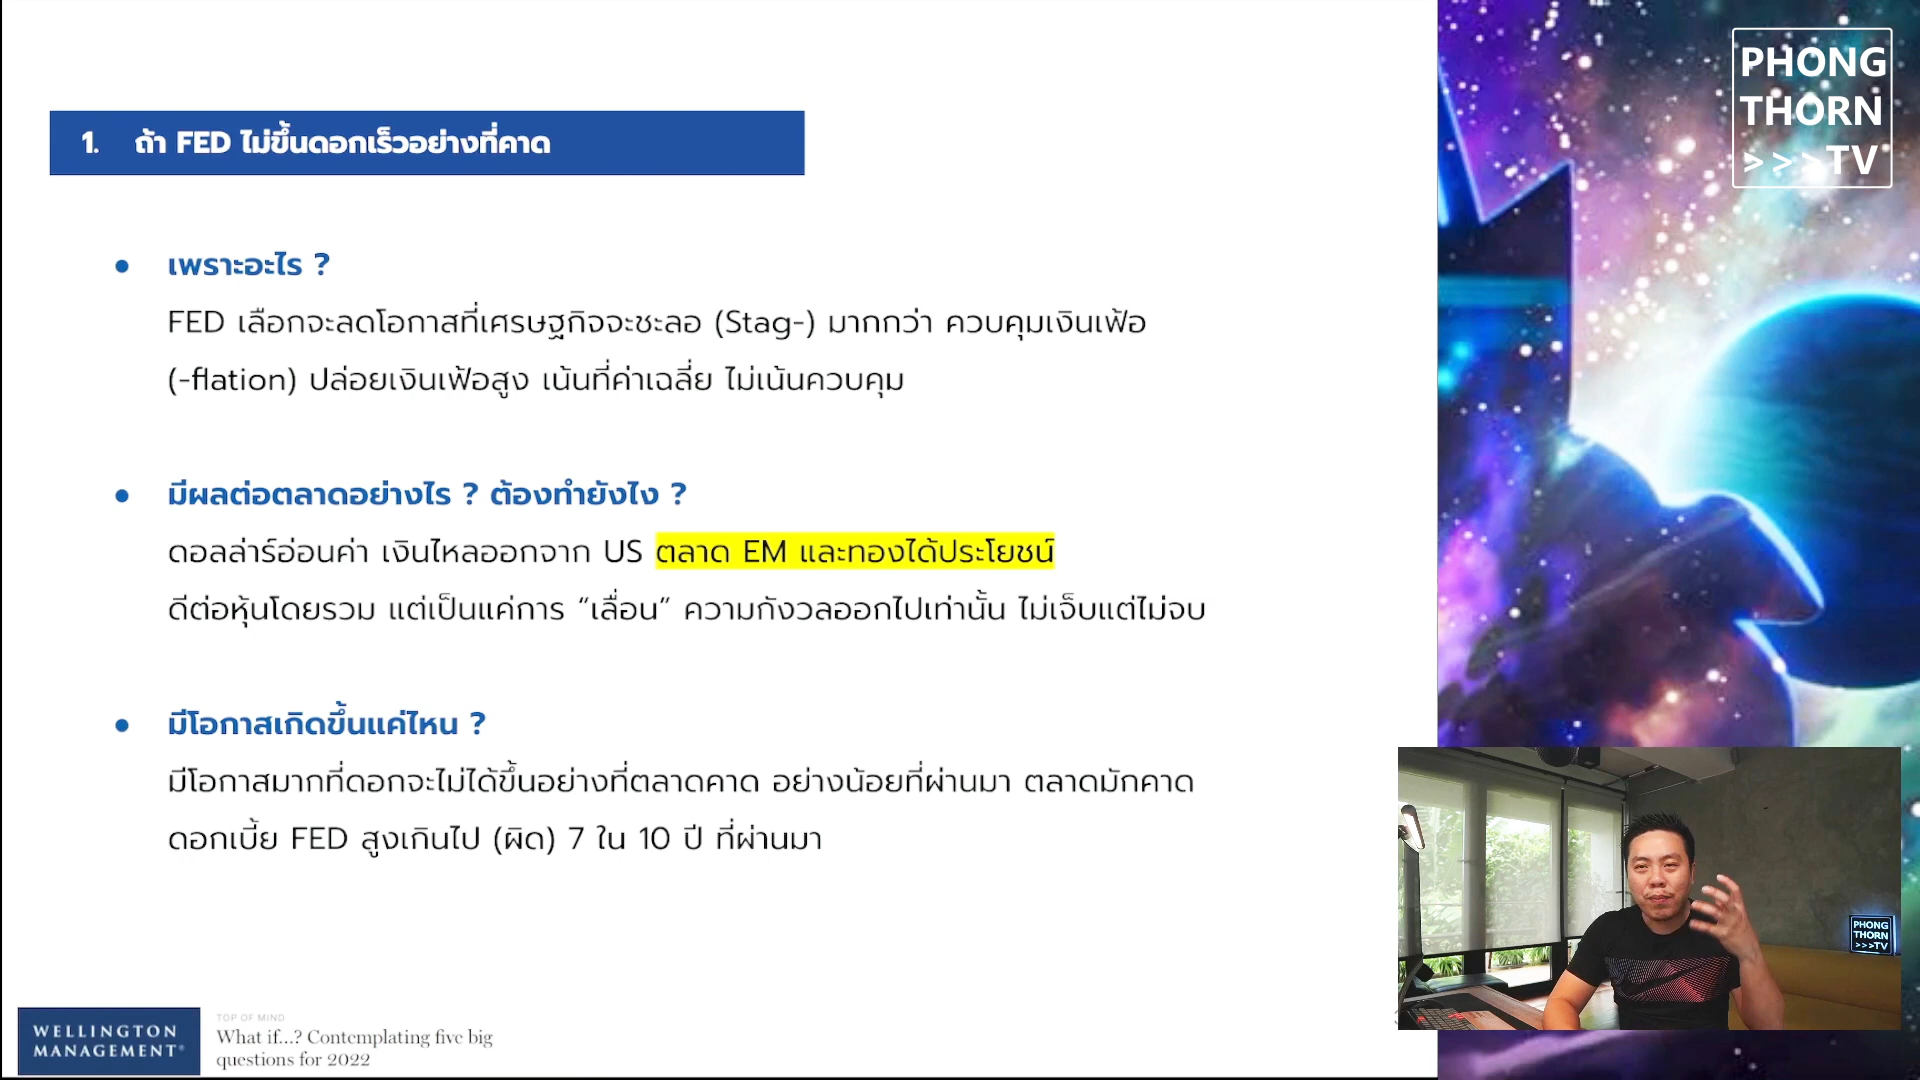 1. ถ้า FED ไม่ขึ้นดอกเร็วอย่างที่คาด
● เพราะอะไร ?
FED เลือกจะลดโอกาสที่เศรษฐกิจจะชะลอ (Stag-) มากกว่า ควบคุมเงินเฟ้อ
(-flation) ปล่อยเงินเฟ้อสูง เน้นที่ค่าเฉลี่ย ไม่เน้นควบคุม
● มีผลต่อตลาดอย่างไร ? ต้องทำยังไง ?
ดอลล่าร์อ่อนค่า เงินไหลออกจาก US ตลาด EM และทองได้ประโยชน์
ดีต่อหุ้นโดยรวม แต่เป็นแค่การ “เลื่อน” ความกังวลออกไปเท่านั้น ไม่เจ็บแต่ไม่จบ
● มีโอกาสเกิดขึ้นแค่ไหน ?
มีโอกาสมากที่ดอกจะไม่ได้ขึ้นอย่างที่ตลาดคาด อย่างน้อยที่ผ่านมา ตลาดมักคาด
ดอกเบี้ย FED สูงเกินไป (ผิด) 7 ใน 10 ปี ที่ผ่านมา
WELLINGTON
MANAGEMENT®
TOP OF MIND
What if...? Contemplating five big
questions for 2022
PHONG
THORN
>>>TV
PHONG
THORN
>>>TV